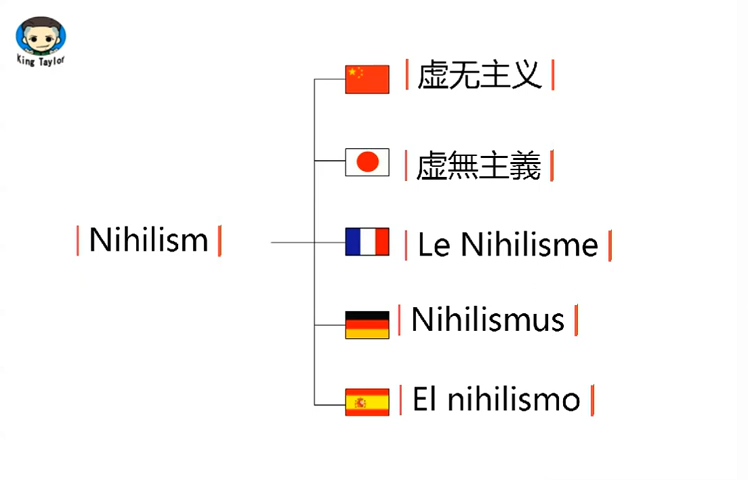 King Taylor
虚无主义
虚無主義
Nihilism
Le Nihilisme
Nihilismus
El nihilismo